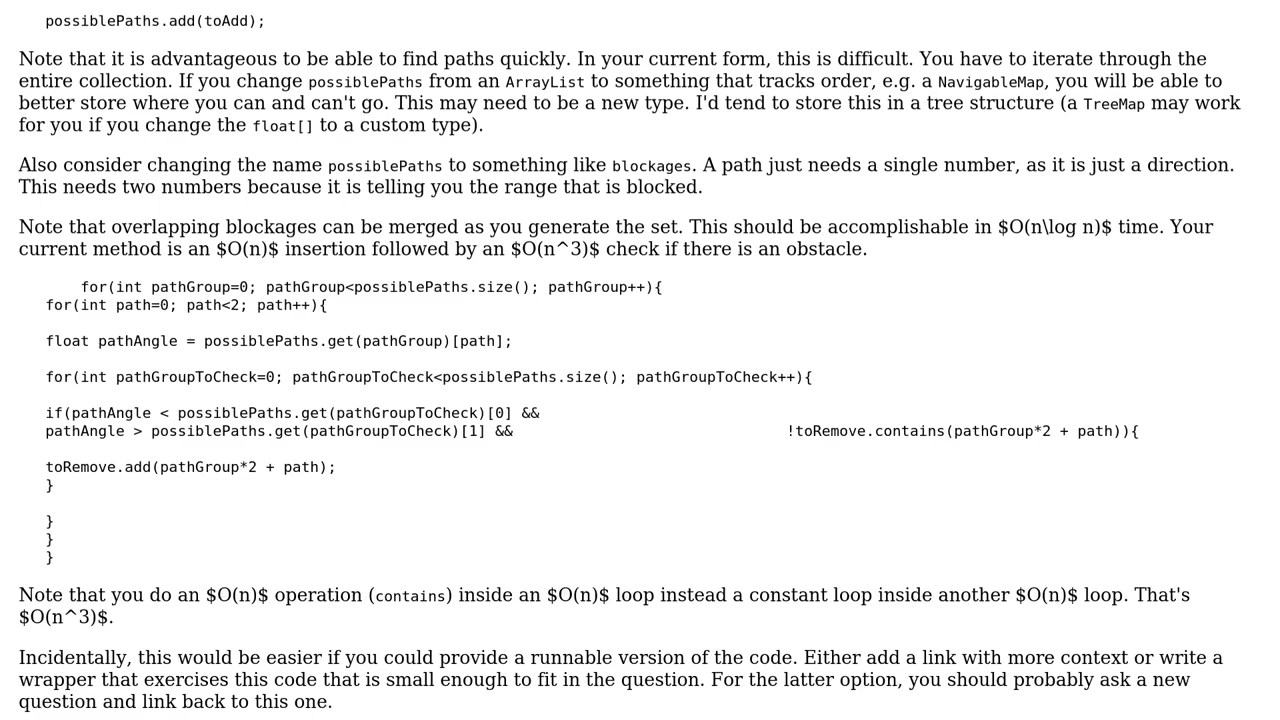 possiblePaths.add(toAdd);
Note that it is advantageous to be able to find paths quickly. In your current form, this is difficult. You have to iterate through the
entire collection. If you change possiblePaths from an ArrayList to something that tracks order, e.g. a NavigableMap, you will be able to
better store where you can and can't go. This may need to be a new type. I'd tend to store this in a tree structure (a TreeMap may work
for you if you change the float[] to a custom type).
Also consider changing the name possiblePaths to something like blockages. A path just needs a single number, as it is just a direction.
This needs two numbers because it is telling you the range that is blocked.
Note that overlapping blockages can be merged as you generate the set. This should be accomplishable in $O(n\log n)$ time. Your
current method is an $O(n)$ insertion followed by an $O(n^3)$ check if there is an obstacle.
for(int pathGroup=0; pathGroup<possiblePaths.size(); pathGroup++){
for(int path=0; path<2; path++){
float pathAngle = possiblePaths.get(pathGroup)[path];
for(int pathGroupToCheck=0; pathGroupToCheck<possiblePaths.size(); pathGroupToCheck++){
if(pathAngle < possiblePaths.get(pathGroupToCheck)[0] &&
pathAngle > possiblePaths.get(pathGroupToCheck)[1] && !toRemove.contains(pathGroup*2 + path)){
toRemove.add(pathGroup*2 + path);
}
}
}
}
Note that you do an $O(n)$ operation (contains) inside an $O(n)$ loop instead a constant loop inside another $O(n)$ loop. That's
$O(n^3)$.
Incidentally, this would be easier if you could provide a runnable version of the code. Either add a link with more context or write a
wrapper that exercises this code that is small enough to fit in the question. For the latter option, you should probably ask a new
question and link back to this one.